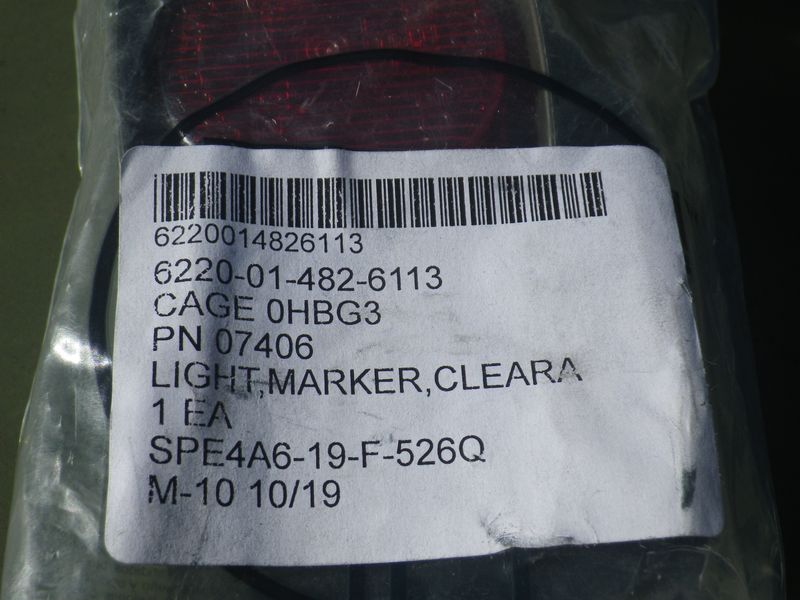 6220014826113
6220-01-482-6113
CAGE 0HBG3
PN 07406
LIGHT,MARKER,CLEARA
1 EA
SPE4A6-19-F-526Q
M-10 10/19